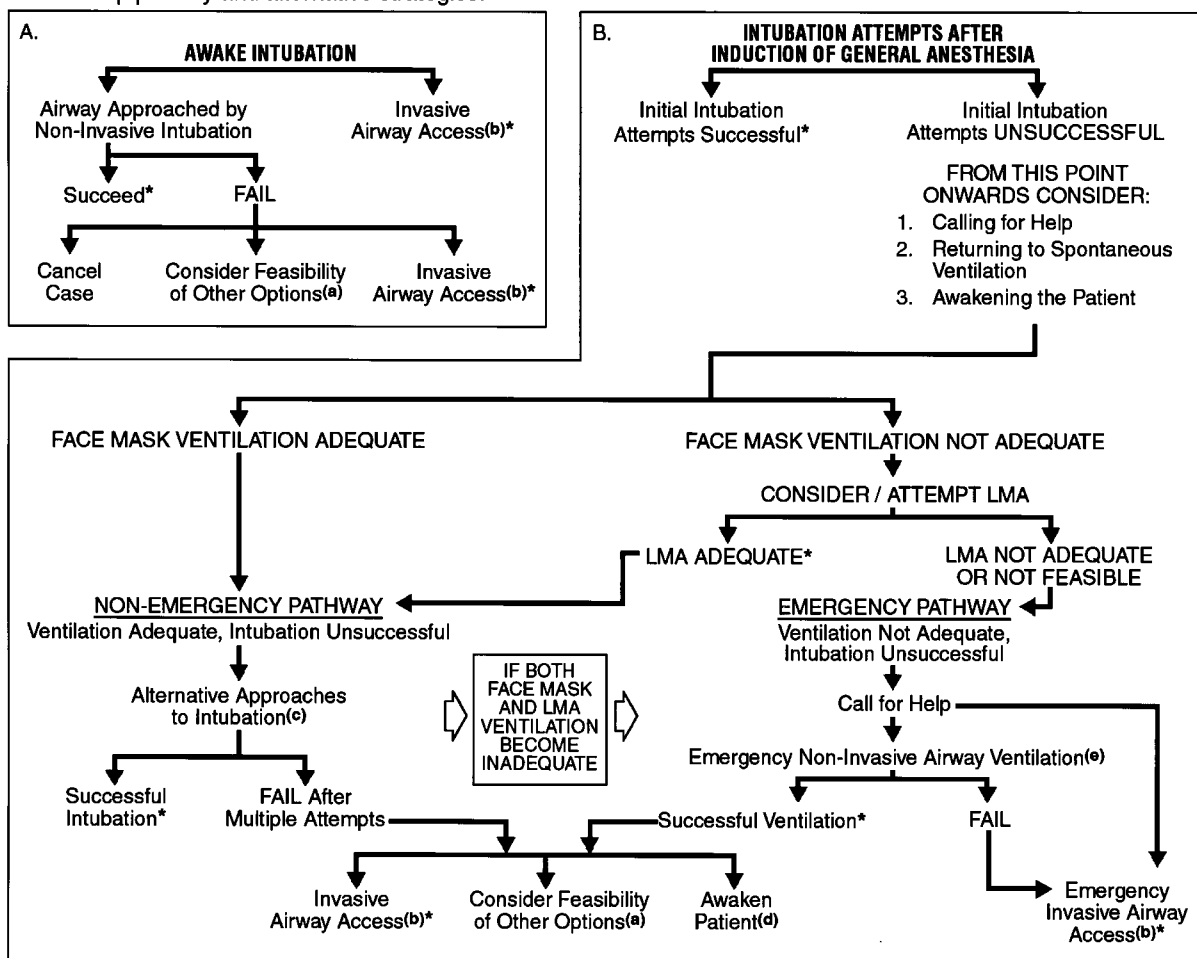 A.
AWAKE INTUBATION
Airway Approached by
Non-Invasive Intubation
Invasive
Airway Access(b)*
Succeed*
FAIL
Cancel
Case
Consider Feasibility
of Other Options(a)
Invasive
Airway Access(b)*
B.
INTUBATION ATTEMPTS AFTER
INDUCTION OF GENERAL ANESTHESIA
Initial Intubation
Attempts Successful*
Initial Intubation
Attempts UNSUCCESSFUL
FROM THIS POINT
ONWARDS CONSIDER:
1. Calling for Help
2. Returning to Spontaneous
Ventilation
3. Awakening the Patient
FACE MASK VENTILATION ADEQUATE
FACE MASK VENTILATION NOT ADEQUATE
CONSIDER / ATTEMPT LMA
LMA ADEQUATE*
LMA NOT ADEQUATE
OR NOT FEASIBLE
NON-EMERGENCY PATHWAY
Ventilation Adequate, Intubation Unsuccessful
EMERGENCY PATHWAY
Ventilation Not Adequate,
Intubation Unsuccessful
Alternative Approaches
to Intubation(c)
IF BOTH
FACE MASK
AND LMA
VENTILATION
BECOME
INADEQUATE
Call for Help
Emergency Non-Invasive Airway Ventilation(e)
Successful
Intubation*
FAIL After
Multiple Attempts
Successful Ventilation*
FAIL
Invasive
Airway Access(b)*
Consider Feasibility
of Other Options(a)
Awaken
Patient(d)
Emergency
Invasive Airway
Access(b)*